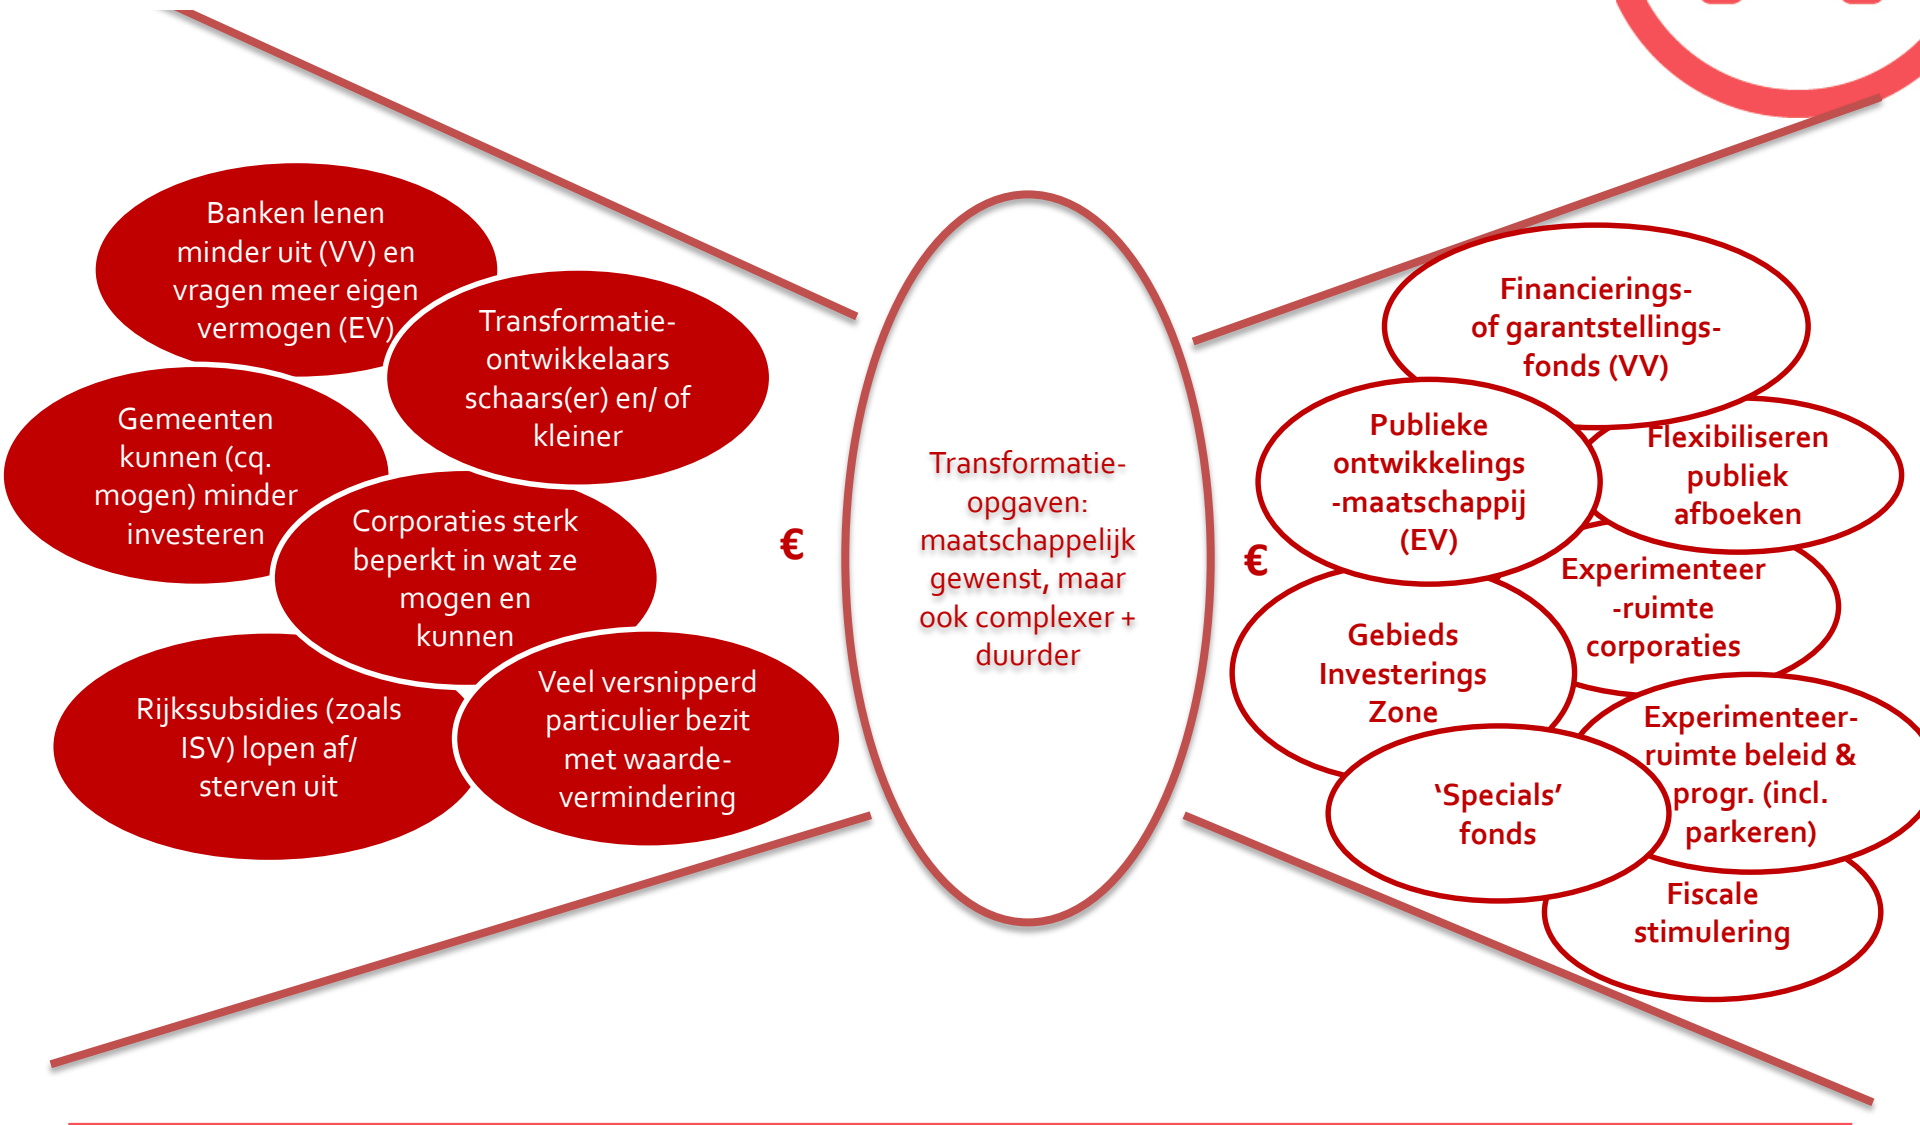 Banken lenen
minder uit (VV) en
vragen meer eigen
vermogen (EV)
Transformatie-
ontwikkelaars
schaars(er) en/ of
kleiner
Gemeenten
kunnen (cq.
mogen) minder
investeren
Corporaties sterk
beperkt in wat ze
mogen en
kunnen
Rijkssubsidies (zoals
ISV) lopen af/
sterven uit
Veel versnipperd
particulier bezit
met waarde-
vermindering
€
Transformatie-
opgaven:
maatschappelijk
gewenst, maar
ook complexer +
duurder
€
Financierings-
of garantstellings-
fonds (VV)
Publieke
ontwikkelings
-maatschappij
(EV)
Flexibiliseren
publiek
afboeken
Experimenteer
-ruimte
corporaties
Gebieds
Investerings
Zone
Experimenteer-
ruimte beleid &
progr. (incl.
parkeren)
‘Specials’
fonds
Fiscale
stimulering